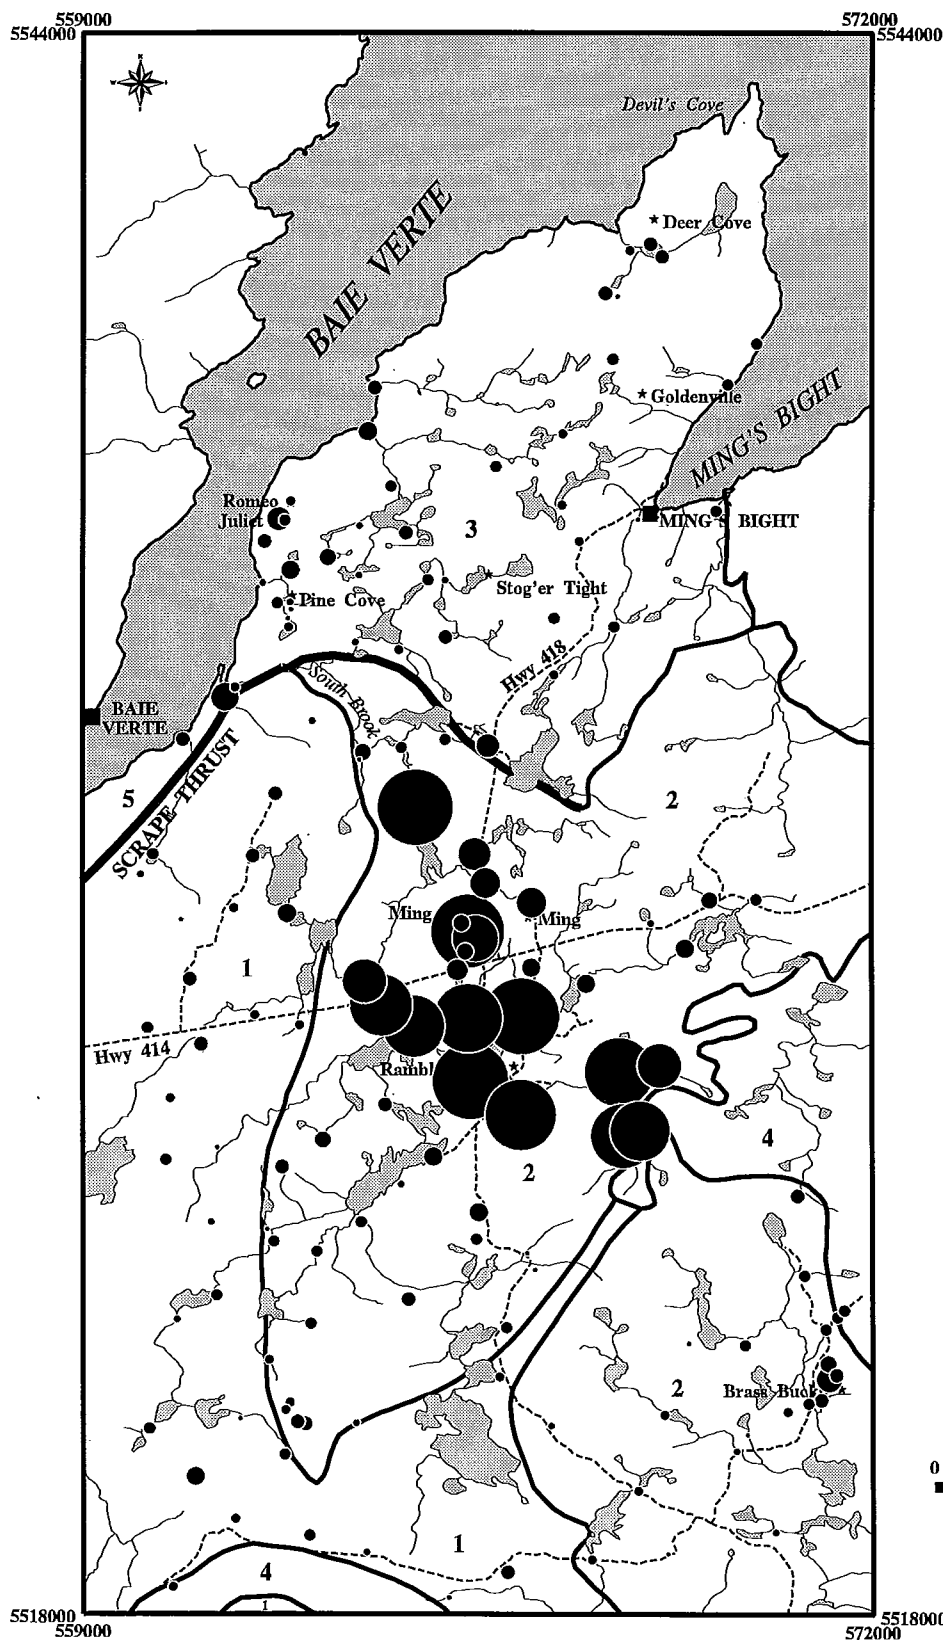 559000
572000
5544000
5544000
N
W
E
S
Devil's Cove
Deer Cove
BAIE VERTE
Goldenville
MING'S BIGHT
Romeo
Juliet
3
MING'S BIGHT
Stog'er Tight
Pine Cove
Hwy 418
South Brook
BAIE
VERTE
SCRAPE THRUST
5
2
Ming
Ming
1
Hwy 414
4
2
2
Brass Buck
0
1
4
1
5518000
5518000
559000
572000